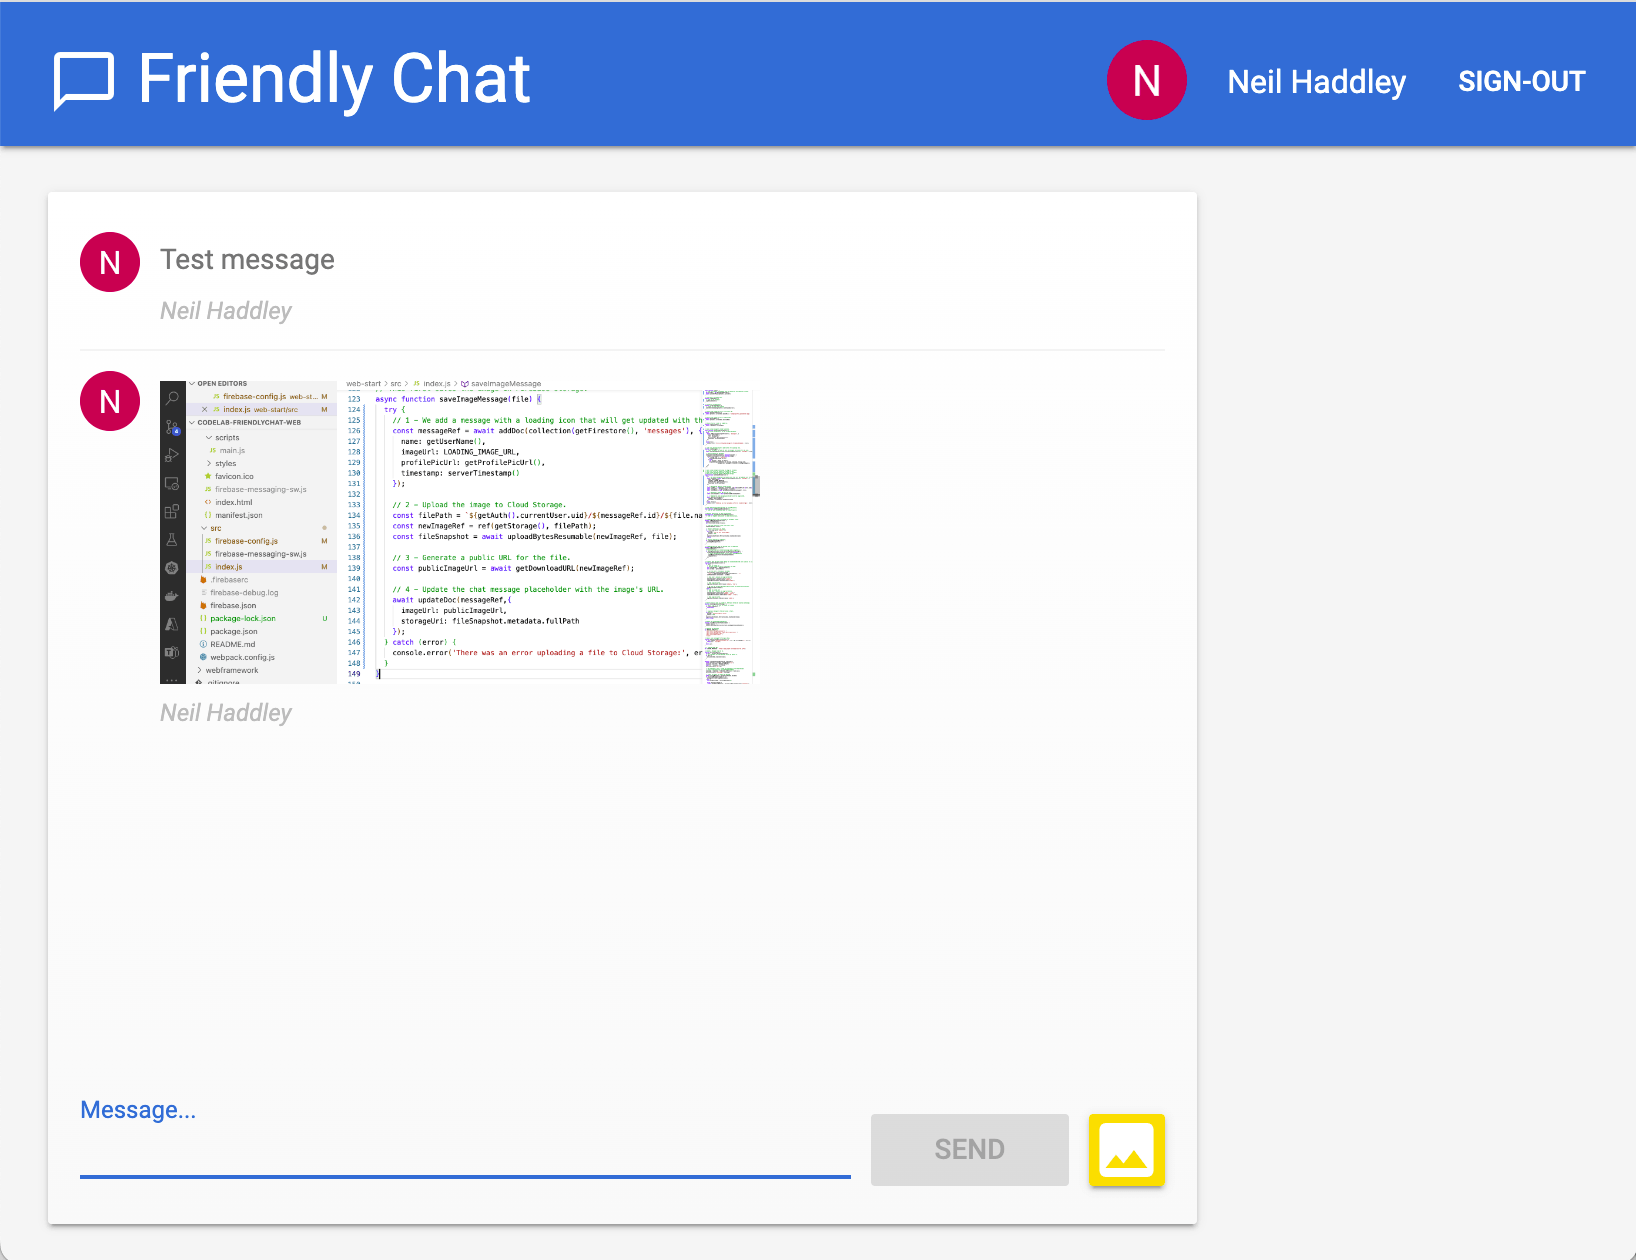 Friendly Chat
N
Neil Haddley
SIGN-OUT
N
Test message
Neil Haddley
N
OPEN EDITORS
JS firebase-config.js web-st... M
JS index.js web-start/src M
CODELAB-FRIENDLYCHAT-WEB
scripts
JS main.js
styles
favicon.ico
JS firebase-messaging-sw.js
index.html
manifest.json
src
JS firebase-config.js M
JS firebase-messaging-sw.js
JS index.js M
.firebaserc
firebase-debug.log
firebase.json
package-lock.json U
package.json
README.md
webpack.config.js
webframework
.gitignore
web-start > src > JS index.js > saveImageMessage
123 async function saveImageMessage(file) {
124 try {
125 // 1 – We add a message with a loading icon that will get updated with th
126 const messageRef = await addDoc(collection(getFirestore(), 'messages'), {
127 name: getUserName(),
128 imageUrl: LOADING_IMAGE_URL,
129 profilePicUrl: getProfilePicUrl(),
130 timestamp: serverTimestamp()
131 });
132
133 // 2 – Upload the image to Cloud Storage.
134 const filePath = `${getAuth().currentUser.uid}/${messageRef.id}/${file.na
135 const newImageRef = ref(getStorage(), filePath);
136 const fileSnapshot = await uploadBytesResumable(newImageRef, file);
137
138 // 3 – Generate a public URL for the file.
139 const publicImageUrl = await getDownloadURL(newImageRef);
140
141 // 4 – Update the chat message placeholder with the image's URL.
142 await updateDoc(messageRef,{
143 imageUrl: publicImageUrl,
144 storageUri: fileSnapshot.metadata.fullPath
145 });
146 } catch (error) {
147 console.error('There was an error uploading a file to Cloud Storage:', er
148 }
149 }
Neil Haddley
Message...
SEND